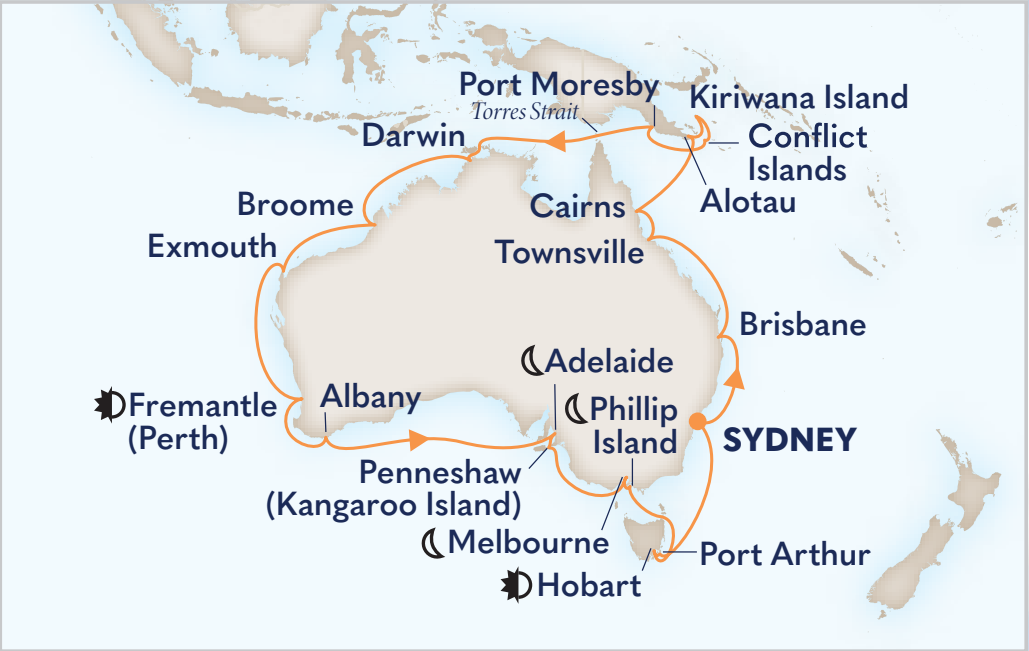 Port Moresby
Torres Strait
Kiriwana Island
Darwin
Conflict
Islands
Alotau
Broome
Cairns
Exmouth
Townsville
Brisbane
Adelaide
Albany
Phillip
Island
Fremantle
(Perth)
SYDNEY
Penneshaw
(Kangaroo Island)
Melbourne
Port Arthur
Hobart